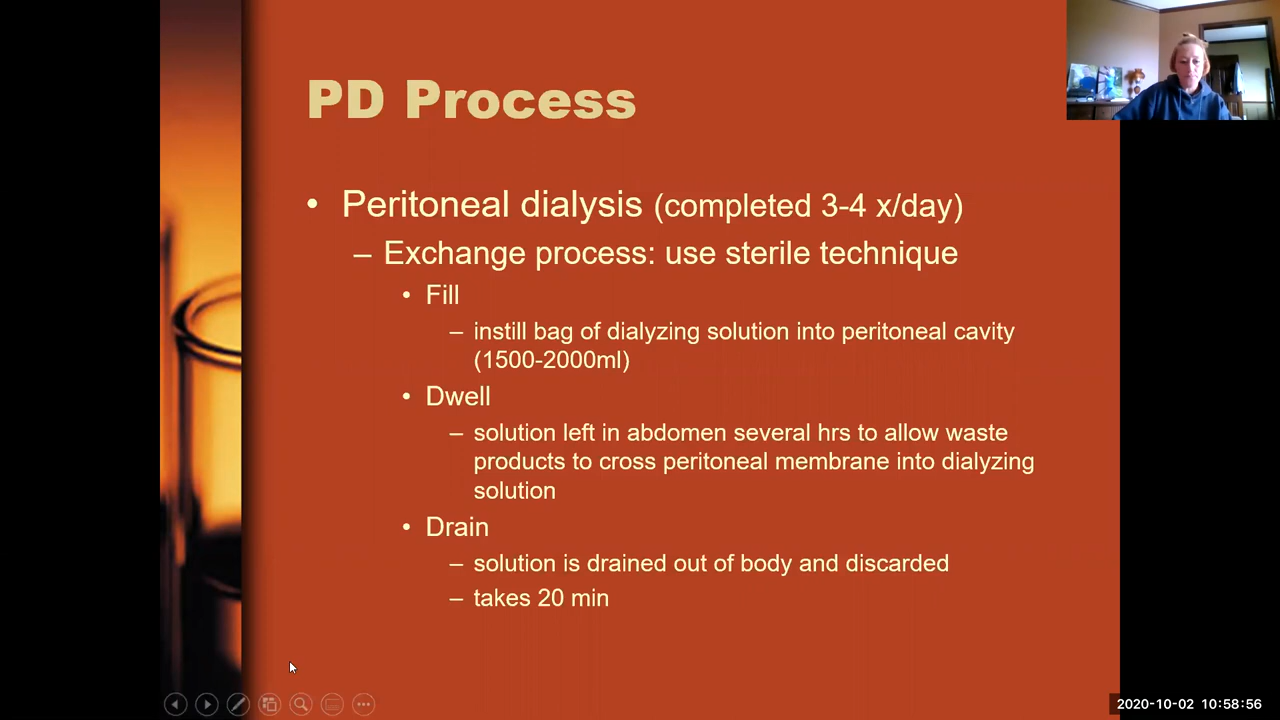 PD Process
• Peritoneal dialysis (completed 3-4 x/day)
– Exchange process: use sterile technique
• Fill
– instill bag of dialyzing solution into peritoneal cavity
(1500-2000ml)
• Dwell
– solution left in abdomen several hrs to allow waste
products to cross peritoneal membrane into dialyzing
solution
• Drain
– solution is drained out of body and discarded
– takes 20 min
2020-10-02 10:58:56